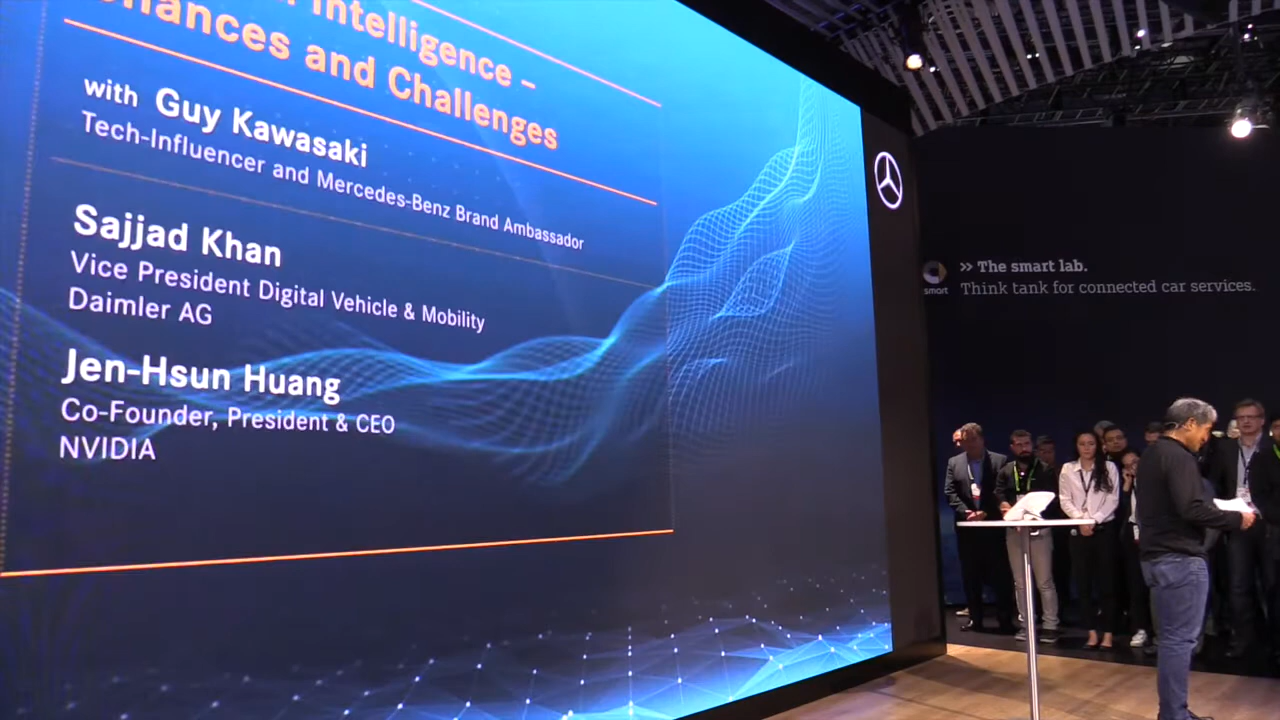 Intelligence –
Chances and Challenges
with Guy Kawasaki
Tech-Influencer and Mercedes-Benz Brand Ambassador
Sajjad Khan
Vice President Digital Vehicle & Mobility
Daimler AG
Jen-Hsun Huang
Co-Founder, President & CEO
NVIDIA
smart
>> The smart lab.
Think tank for connected car services.